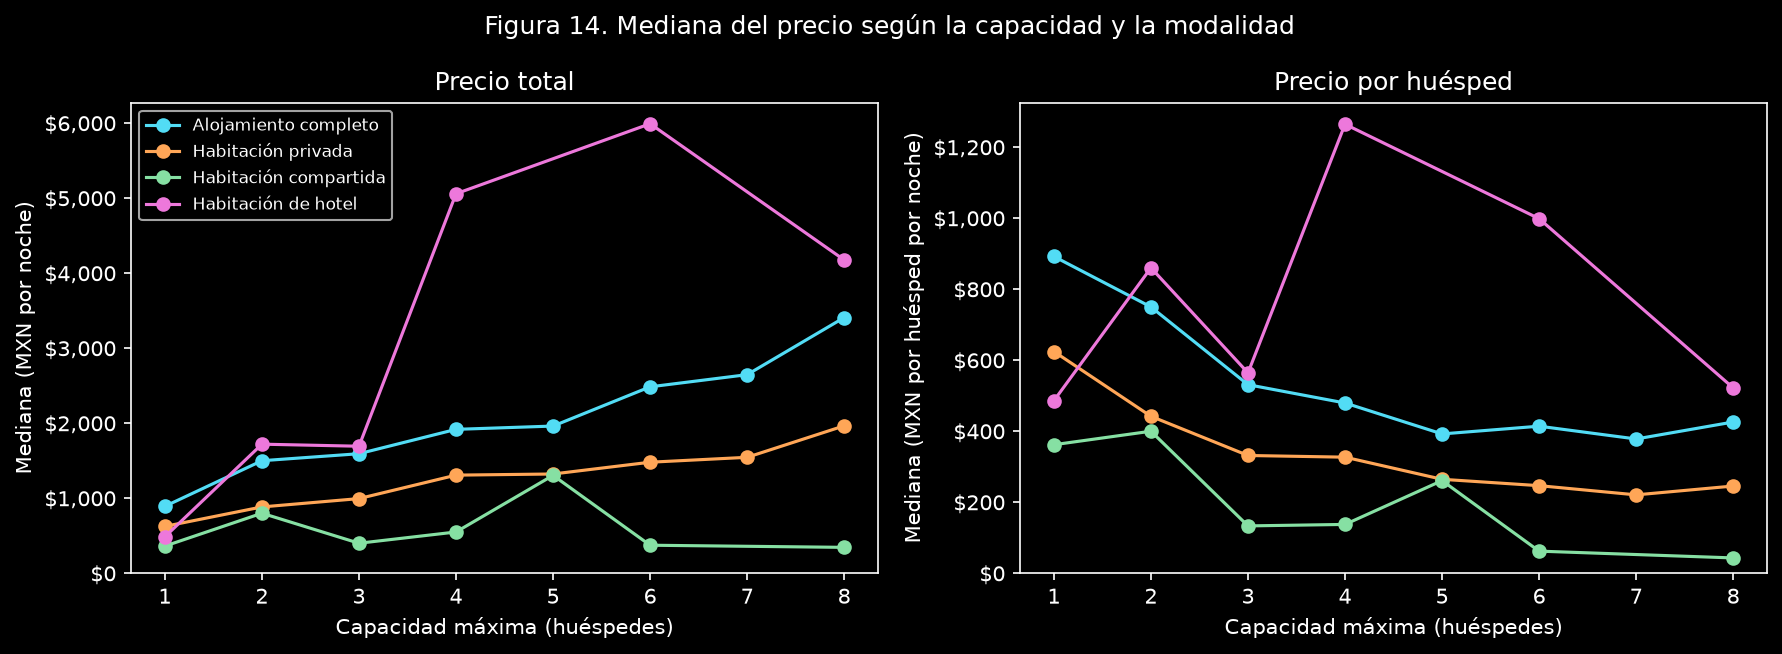 Figura 14. Mediana del precio según la capacidad y la modalidad
Precio total
Mediana (MXN por noche)
$6,000
$5,000
$4,000
$3,000
$2,000
$1,000
$0
Alojamiento completo
Habitación privada
Habitación compartida
Habitación de hotel
1 2 3 4 5 6 7 8
Capacidad máxima (huéspedes)
Precio por huésped
Mediana (MXN por huésped por noche)
$1,200
$1,000
$800
$600
$400
$200
$0
1 2 3 4 5 6 7 8
Capacidad máxima (huéspedes)